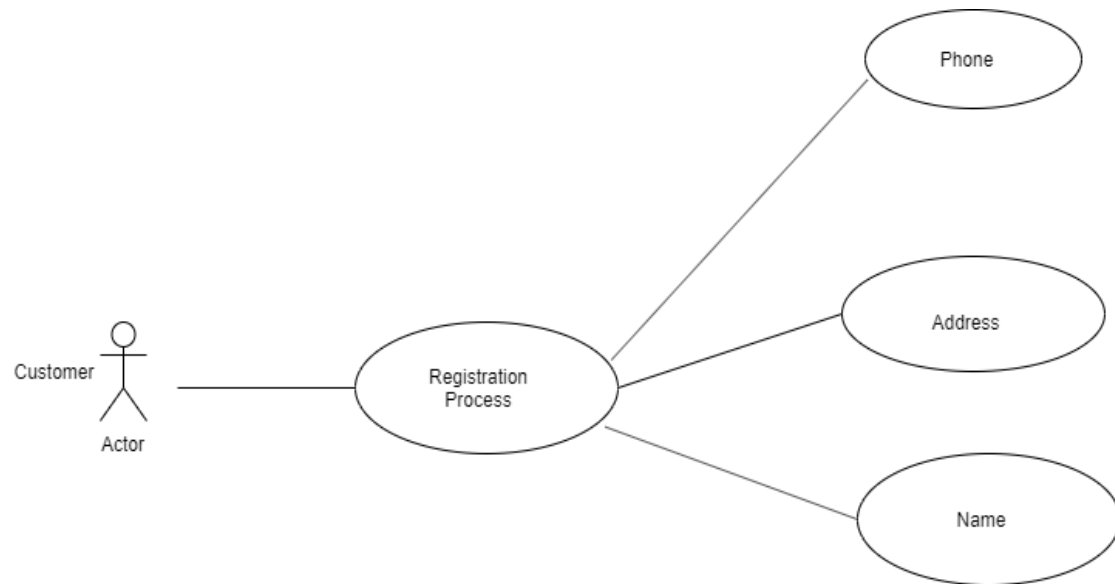 Phone
Address
Customer
Registration
Process
Actor
Name